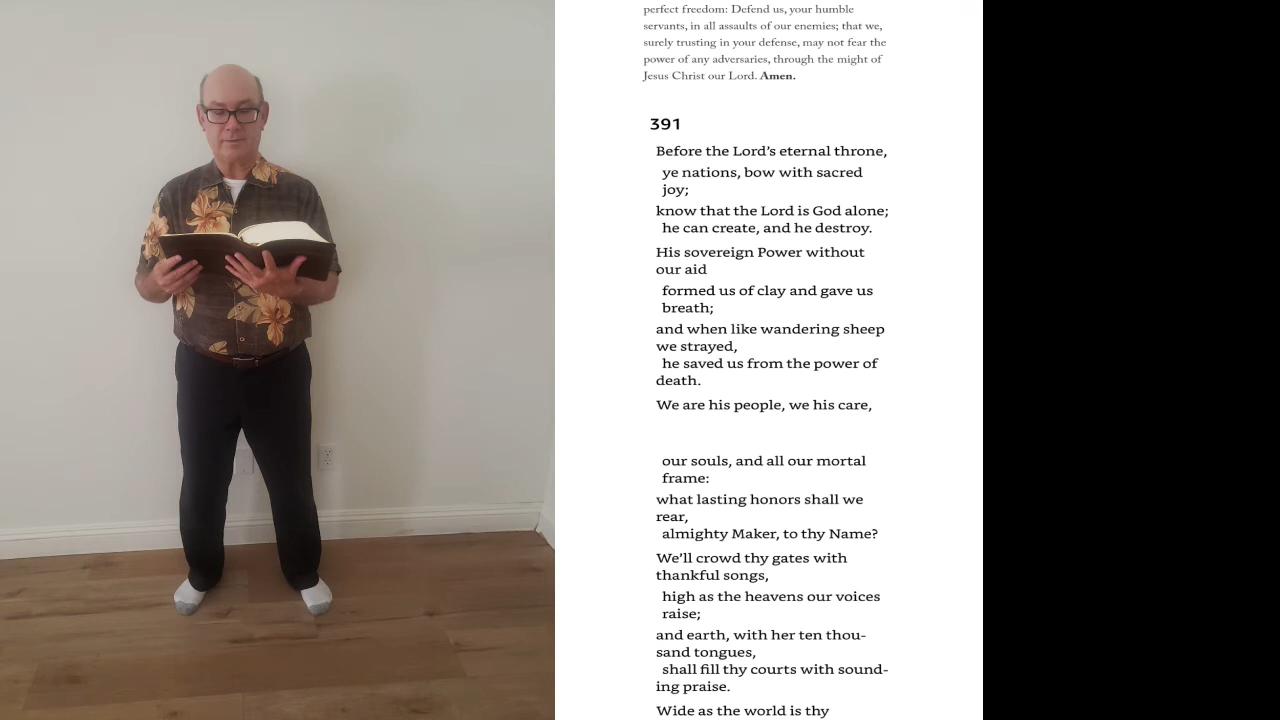 perfect freedom: Defend us, your humble
servants, in all assaults of our enemies; that we,
surely trusting in your defense, may not fear the
power of any adversaries, through the might of
Jesus Christ our Lord. Amen.
391
Before the Lord's eternal throne,
ye nations, bow with sacred
joy;
know that the Lord is God alone;
he can create, and he destroy.
His sovereign Power without
our aid
formed us of clay and gave us
breath;
and when like wandering sheep
we strayed,
he saved us from the power of
death.
We are his people, we his care,
our souls, and all our mortal
frame:
what lasting honors shall we
rear,
almighty Maker, to thy Name?
We'll crowd thy gates with
thankful songs,
high as the heavens our voices
raise;
and earth, with her ten thou-
sand tongues,
shall fill thy courts with sound-
ing praise.
Wide as the world is thy